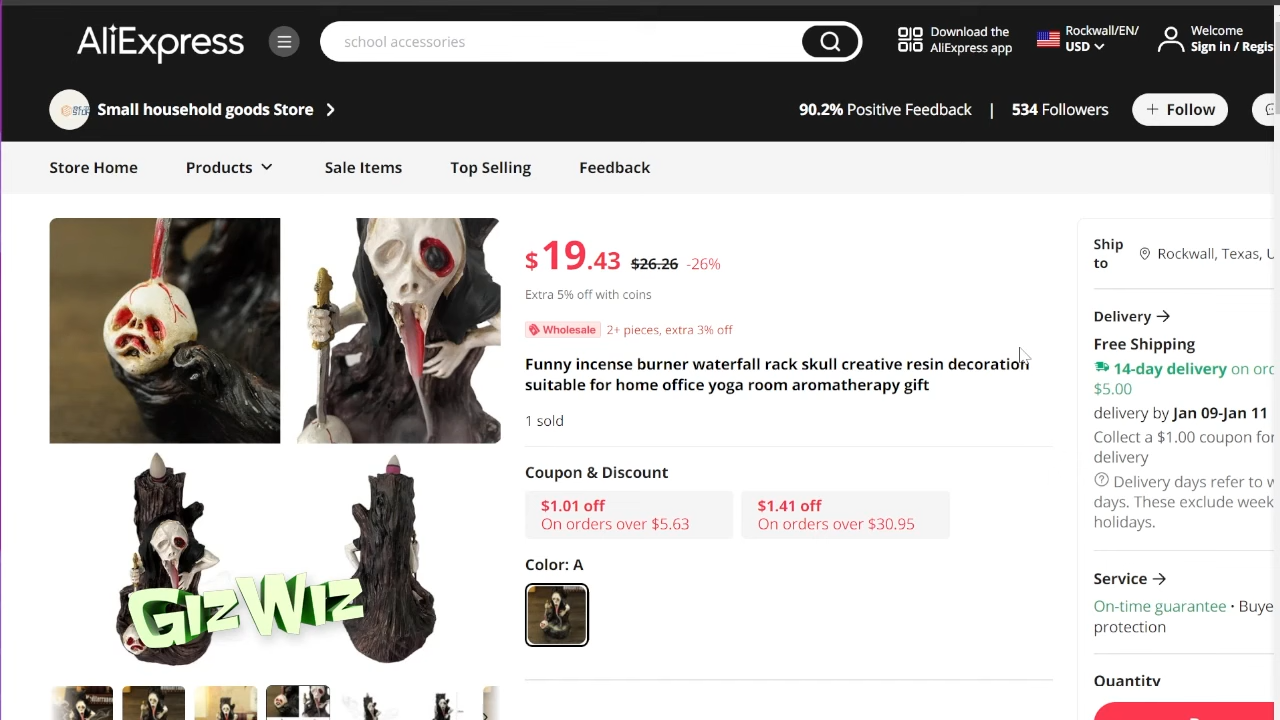 AliExpress
school accessories
Download the
AliExpress app
Rockwall/EN/
USD
Welcome
Sign in / Regis
Small household goods Store
90.2% Positive Feedback | 534 Followers
+ Follow
Store Home Products Sale Items Top Selling Feedback
$19.43 $26.26 -26%
Extra 5% off with coins
Wholesale 2+ pieces, extra 3% off
Funny incense burner waterfall rack skull creative resin decoration
suitable for home office yoga room aromatherapy gift
1 sold
Coupon & Discount
$1.01 off
On orders over $5.63
$1.41 off
On orders over $30.95
Color: A
GizWiz
Ship
to
Rockwall, Texas, U
Delivery
Free Shipping
14-day delivery on ord
$5.00
delivery by Jan 09-Jan 11
Collect a $1.00 coupon for
delivery
Delivery days refer to w
days. These exclude week
holidays.
Service
On-time guarantee · Buye
protection
Quantity